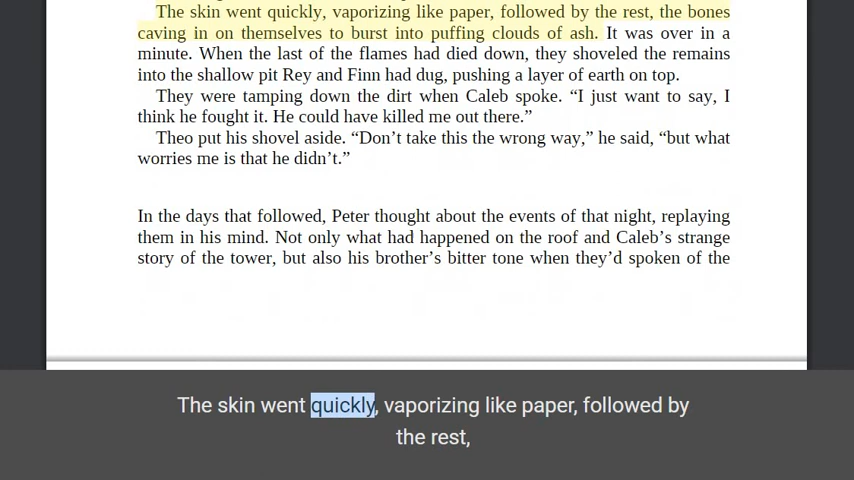 The skin went quickly, vaporizing like paper, followed by the rest, the bones
caving in on themselves to burst into puffing clouds of ash. It was over in a
minute. When the last of the flames had died down, they shoveled the remains
into the shallow pit Rey and Finn had dug, pushing a layer of earth on top.
They were tamping down the dirt when Caleb spoke. “I just want to say, I
think he fought it. He could have killed me out there.”
Theo put his shovel aside. “Don’t take this the wrong way,” he said, “but what
worries me is that he didn’t.”
In the days that followed, Peter thought about the events of that night, replaying
them in his mind. Not only what had happened on the roof and Caleb’s strange
story of the tower, but also his brother’s bitter tone when they’d spoken of the
The skin went quickly, vaporizing like paper, followed by
the rest,